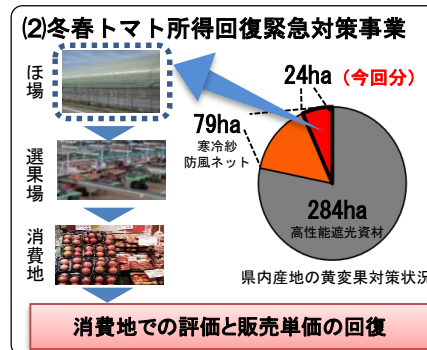 ⑵冬春トマト所得回復緊急対策事業
ほ場
選果場
消費地
24ha（今回分）
79ha
寒冷紗
防風ネット
284ha
高性能遮光資材
県内産地の黄変果対策状況
消費地での評価と販売単価の回復